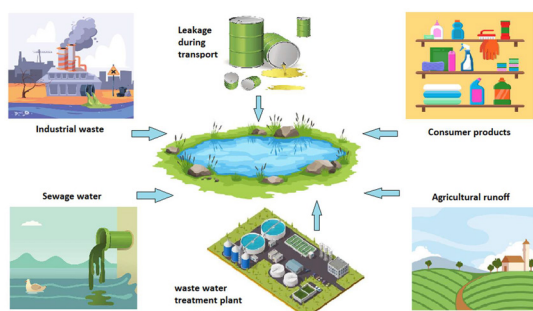 Leakage
during
transport
Industrial waste
Consumer products
Sewage water
Agricultural runoff
waste water
treatment plant